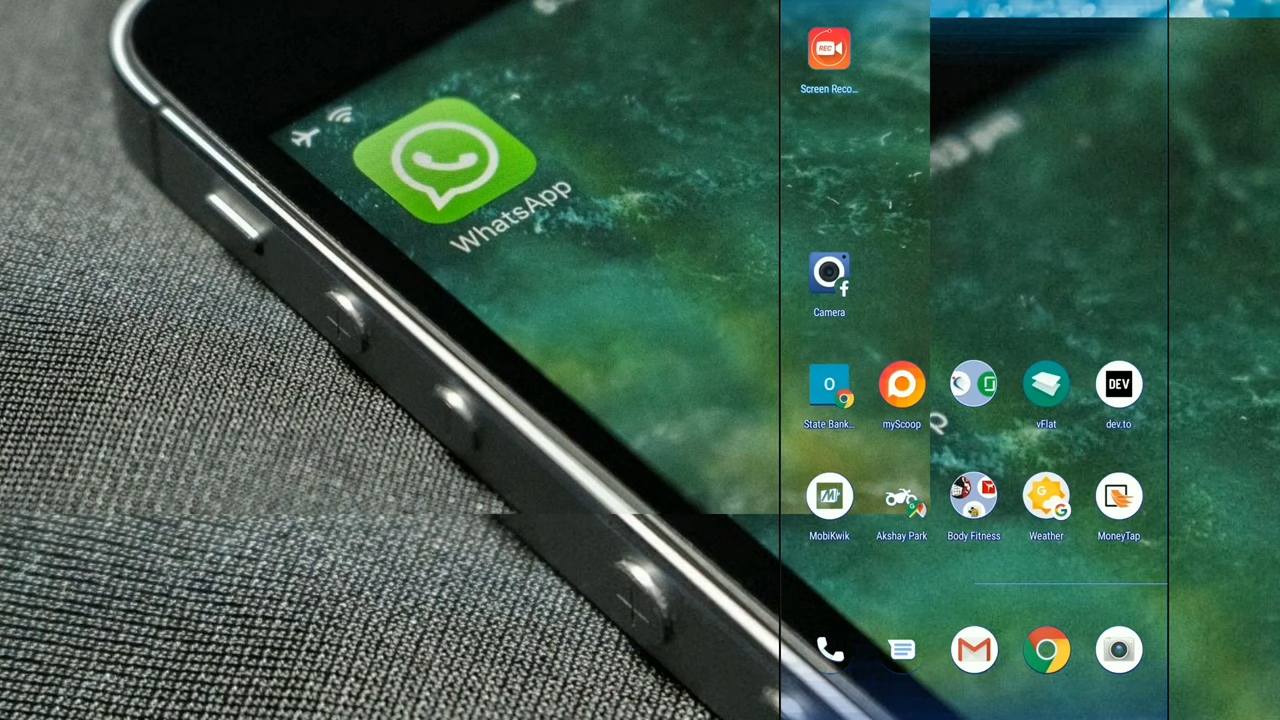 WhatsApp
REC
Screen Reco...
f
Camera
O
State Bank...
myScoop
vFlat
DEV
dev.to
MobiKwik
Akshay Park
G
G
Body Fitness
Weather
MoneyTap